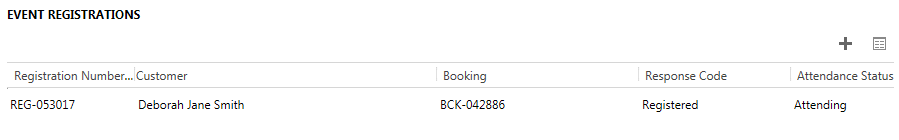 EVENT REGISTRATIONS
Registration Number... Customer Booking Response Code Attendance Status
REG-053017 Deborah Jane Smith BCK-042886 Registered Attending